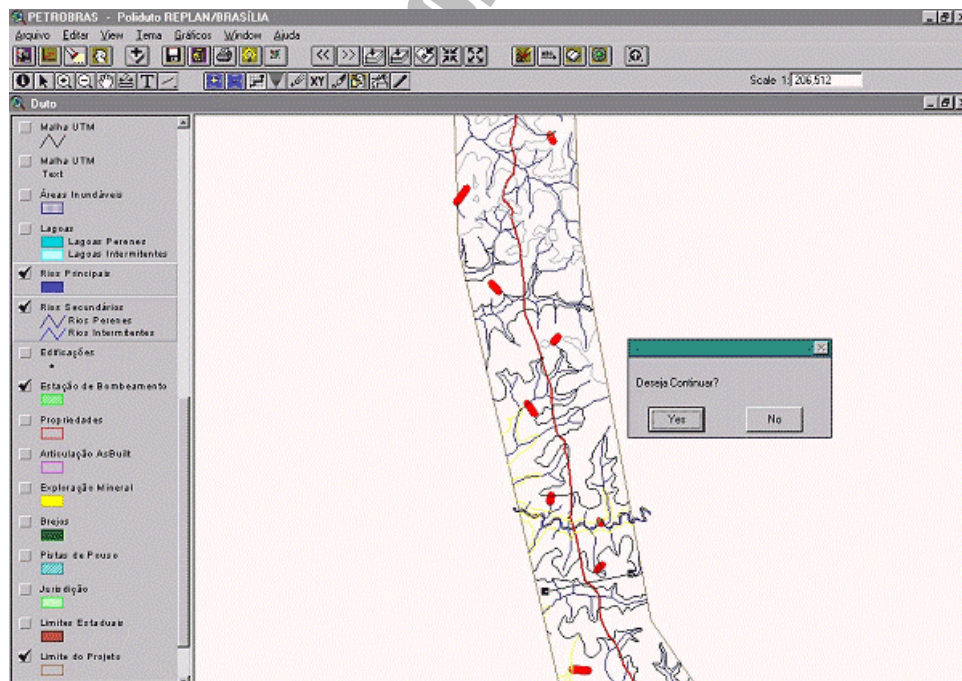 PETROBRAS - Poliduto REPLAN/BRASÍLIA
Arquivo Editar View Tema Gráficos Window Ajuda
T XY Scale 1: 206,512
Duto
Malha UTM
Malha UTM
Text
Áreas Inundáveis
Lagoas
Lagoas Perenes
Lagoas Intermitentes
Rios Principais
Rios Secundários
Rios Perenes
Rios Intermitentes
Edificações
Estação de Bombeamento
Propriedades
Articulação AsBuilt
Exploração Mineral
Brejos
Pistas de Pouso
Jurisdição
Limites Estaduais
Limite do Projeto
Deseja Continuar?
Yes No